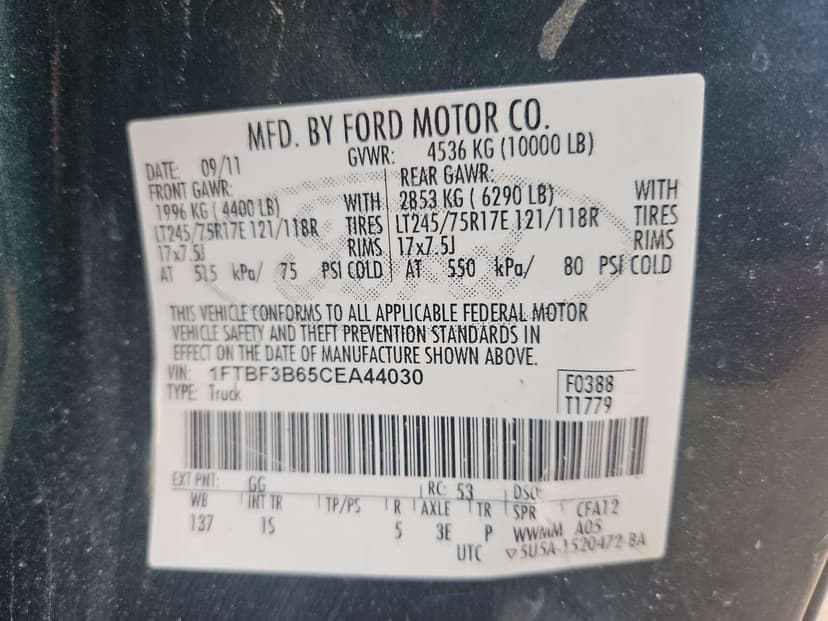 MFD. BY FORD MOTOR CO.
DATE: 09/11 GVWR: 4536 KG (10000 LB)
FRONT GAWR: REAR GAWR:
1996 KG ( 4400 LB) WITH 2853 KG ( 6290 LB) WITH
LT245/75R17E 121/118R TIRES LT245/75R17E 121/118R TIRES
17x7.5J RIMS 17x7.5J RIMS
AT 515 kPa/ 75 PSI COLD AT 550 kPa/ 80 PSI COLD
THIS VEHICLE CONFORMS TO ALL APPLICABLE FEDERAL MOTOR
VEHICLE SAFETY AND THEFT PREVENTION STANDARDS IN
EFFECT ON THE DATE OF MANUFACTURE SHOWN ABOVE.
VIN: 1FTBF3B65CEA44030 F0388
TYPE: Truck T1779
EXT PNT: GG RC: 53 DSO:
WB INT TR TP/PS R AXLE TR SPR CFA12
137 1S 5 3E P WWMM A05
UTC ▽5U5A-1520472-BA